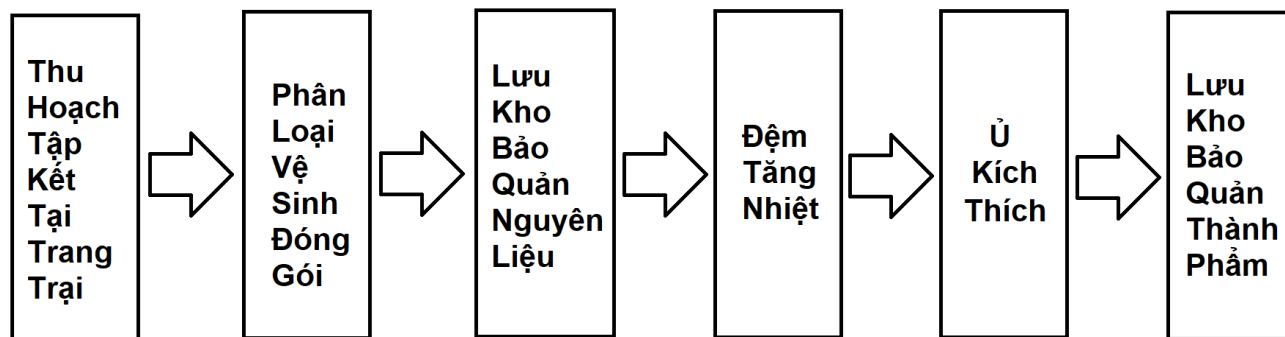 Thu
Hoạch
Tập
Kết
Tại
Trang
Trại
Phân
Loại
Vệ
Sinh
Đóng
Gói
Lưu
Kho
Bảo
Quản
Nguyên
Liệu
Đệm
Tăng
Nhiệt
Ủ
Kích
Thích
Lưu
Kho
Bảo
Quản
Thành
Phẩm